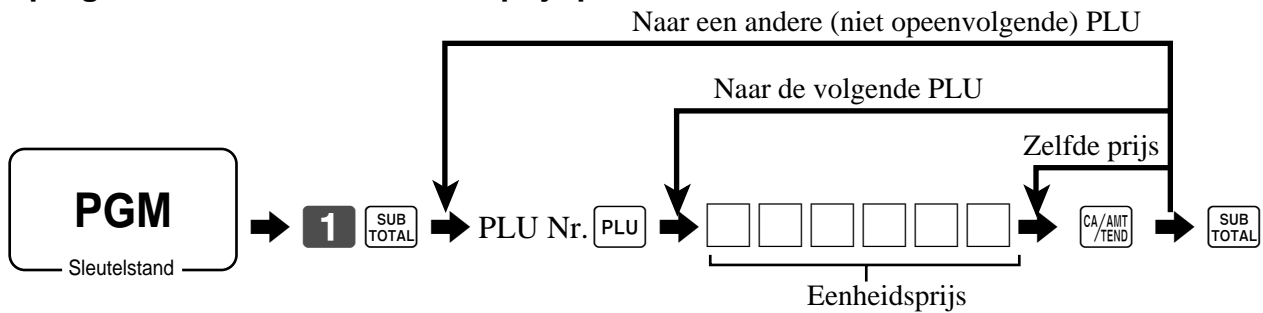 Naar een andere (niet opeenvolgende) PLU
Naar de volgende PLU
Zelfde prijs
PGM
Sleutelstand
1
SUB
TOTAL
PLU Nr. PLU
CA/AMT
/TEND
SUB
TOTAL
Eenheidsprijs